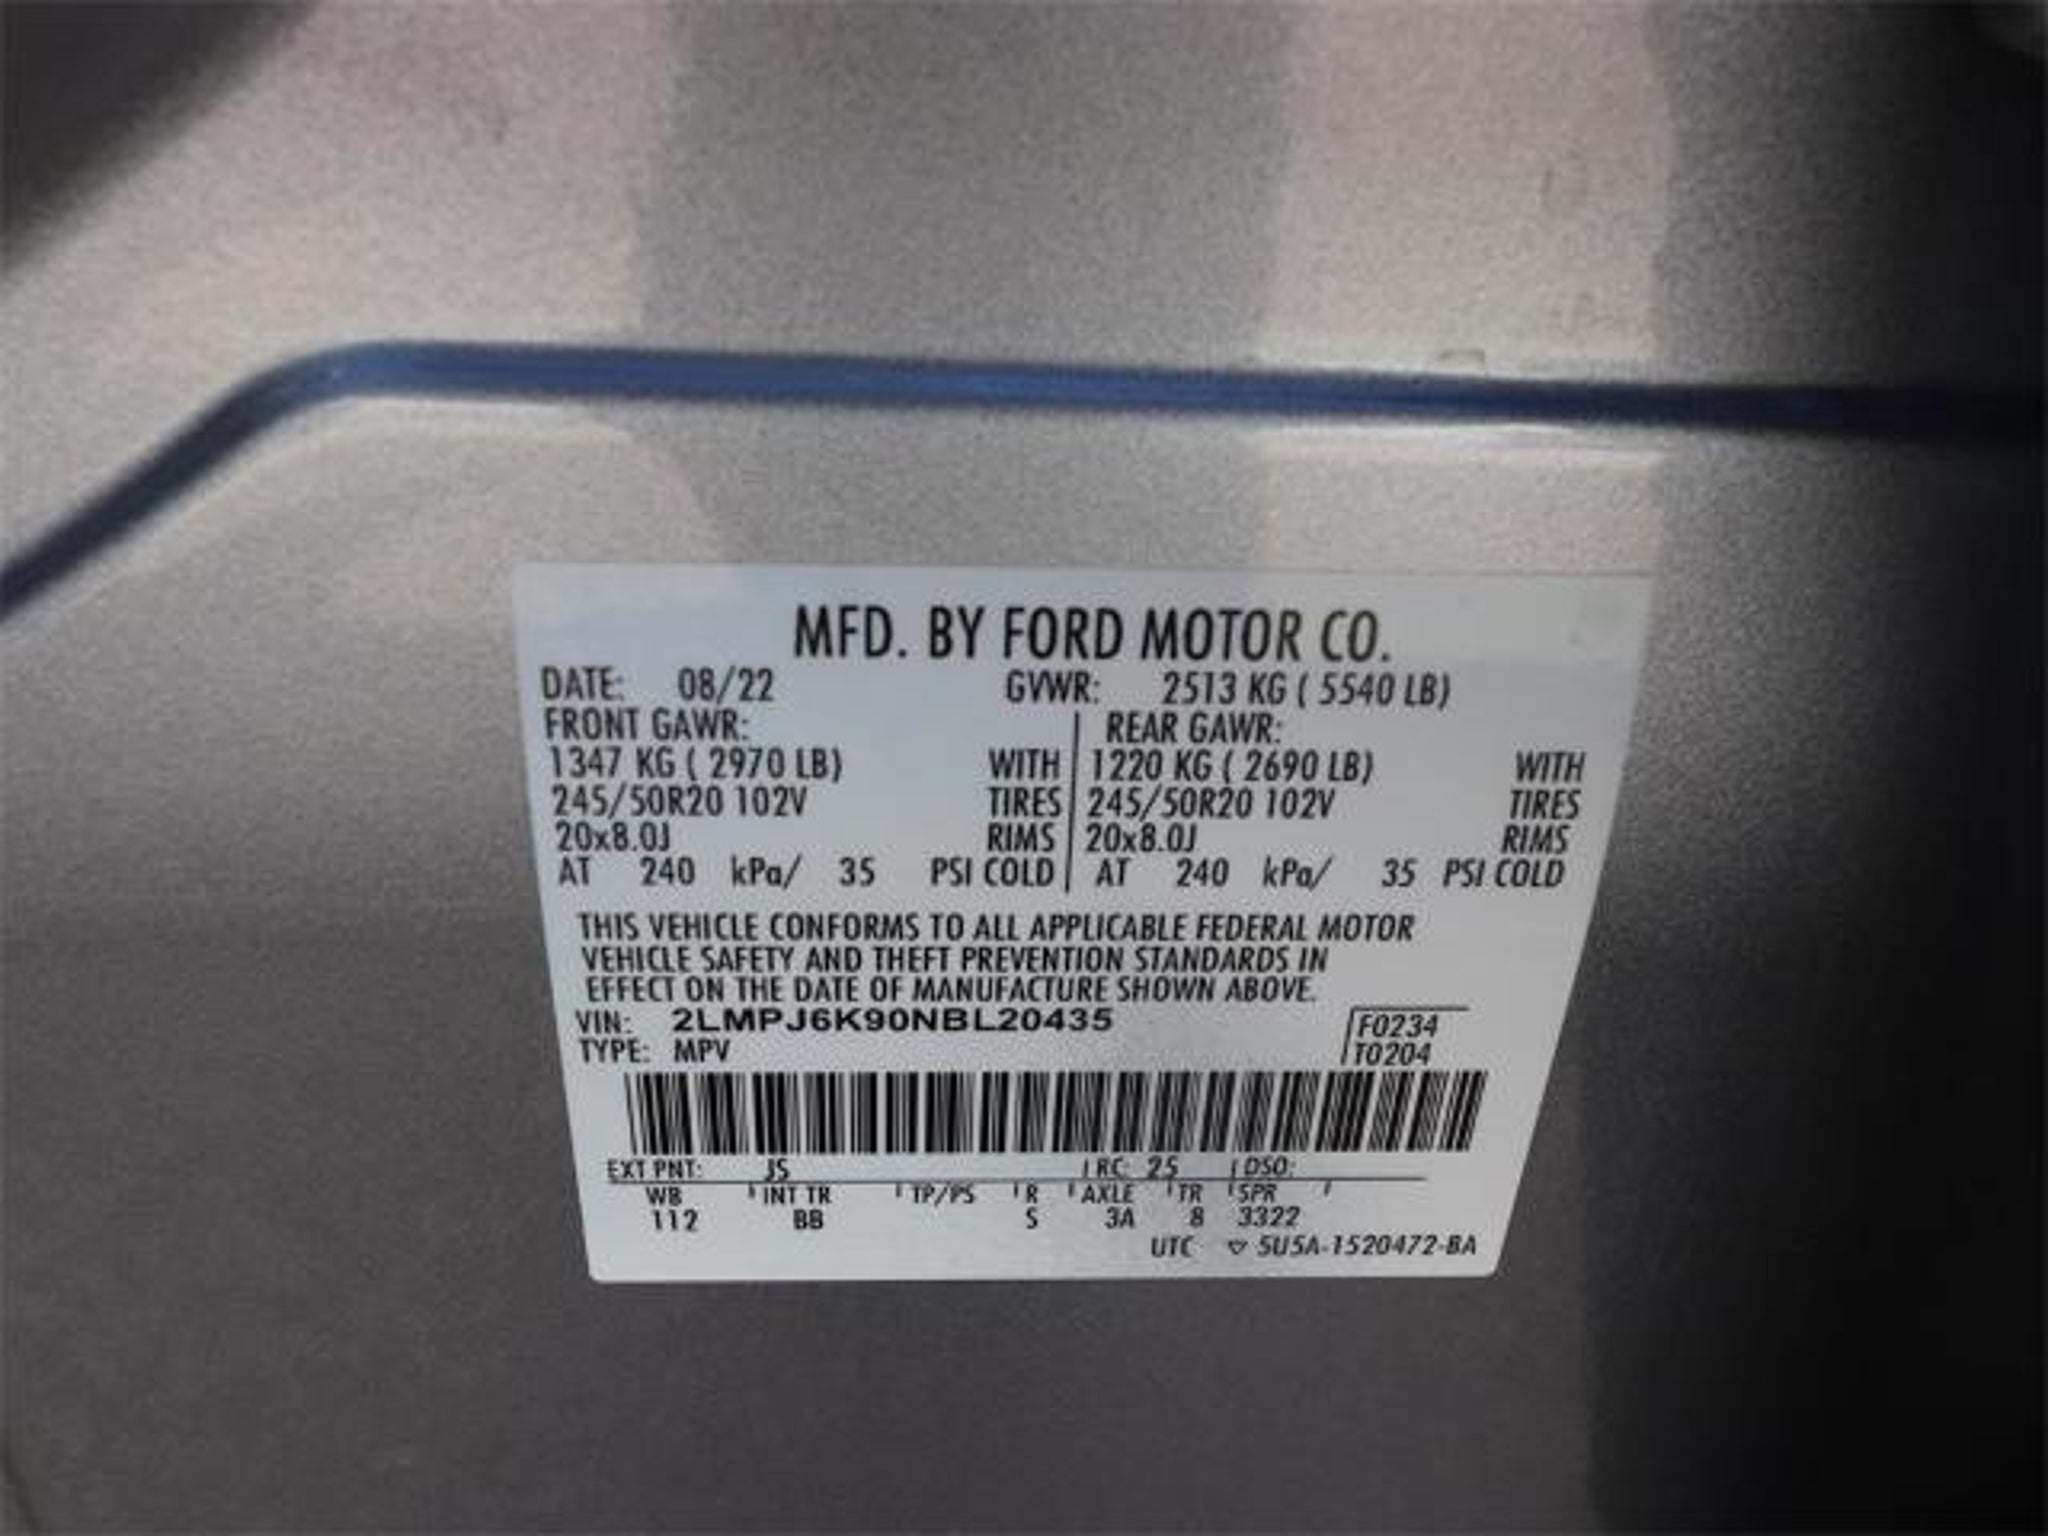 MFD. BY FORD MOTOR CO.
DATE: 08/22 GVWR: 2513 KG ( 5540 LB)
FRONT GAWR: REAR GAWR:
1347 KG ( 2970 LB) WITH 1220 KG ( 2690 LB) WITH
245/50R20 102V TIRES 245/50R20 102V TIRES
20x8.0J RIMS 20x8.0J RIMS
AT 240 kPa/ 35 PSI COLD AT 240 kPa/ 35 PSI COLD
THIS VEHICLE CONFORMS TO ALL APPLICABLE FEDERAL MOTOR
VEHICLE SAFETY AND THEFT PREVENTION STANDARDS IN
EFFECT ON THE DATE OF MANUFACTURE SHOWN ABOVE.
VIN: 2LMPJ6K90NBL20435 F0234
TYPE: MPV T0204
EXT PNT: JS RC: 25 DSO:
WB INT TR TP/PS R AXLE TR SPR
112 BB S 3A 8 3322
UTC 5U5A-1520472-BA